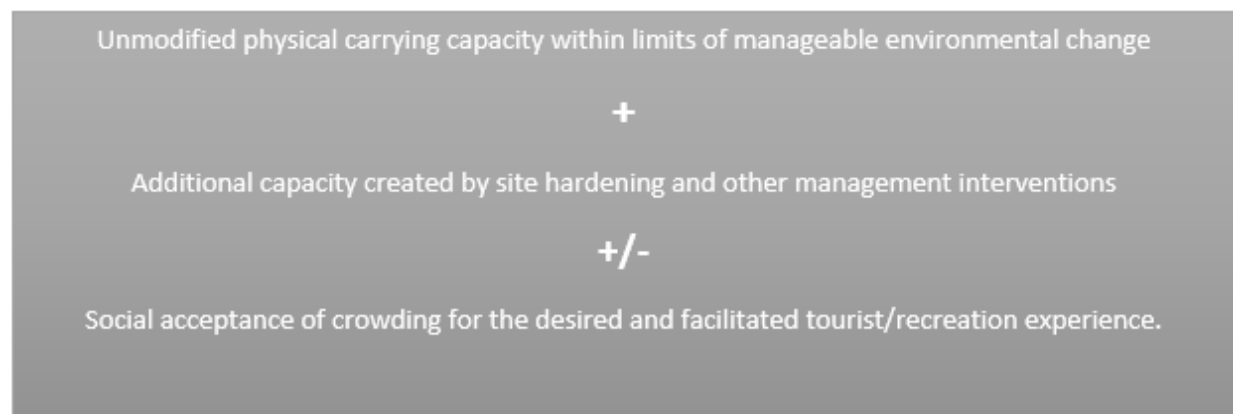 Unmodified physical carrying capacity within limits of manageable environmental change
+
Additional capacity created by site hardening and other management interventions
+/-
Social acceptance of crowding for the desired and facilitated tourist/recreation experience.